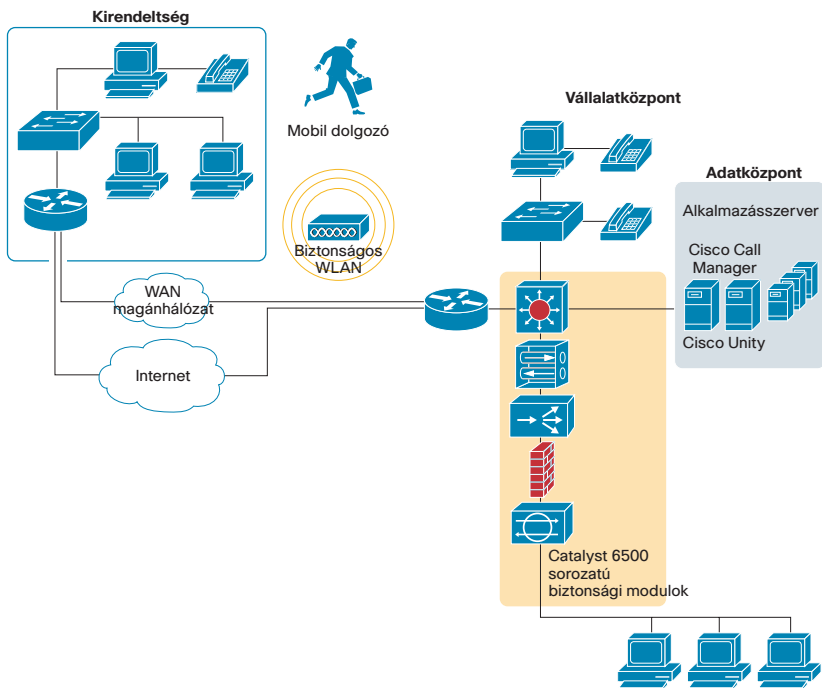 Kirendeltség
Mobil dolgozó
Biztonságos
WLAN
WAN
magánhálózat
Internet
Vállalatközpont
Adatközpont
Alkalmazásszerver
Cisco Call
Manager
Cisco Unity
Catalyst 6500
sorozatú
biztonsági modulok